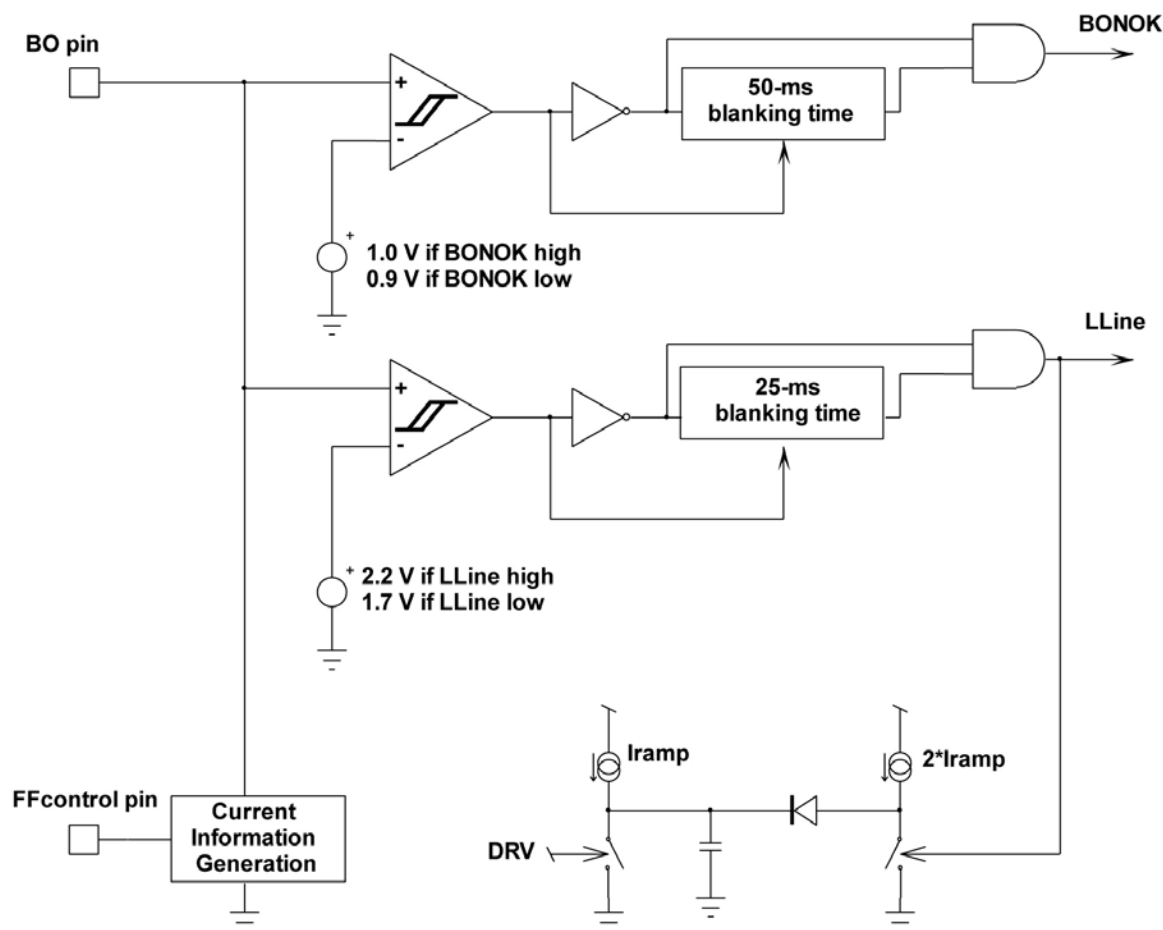 BONOK
BO pin
+
50-ms
blanking time
-
+
1.0 V if BONOK high
0.9 V if BONOK low
LLine
+
25-ms
blanking time
-
+
2.2 V if LLine high
1.7 V if LLine low
Iramp
2*Iramp
FFcontrol pin
Current
Information
Generation
DRV